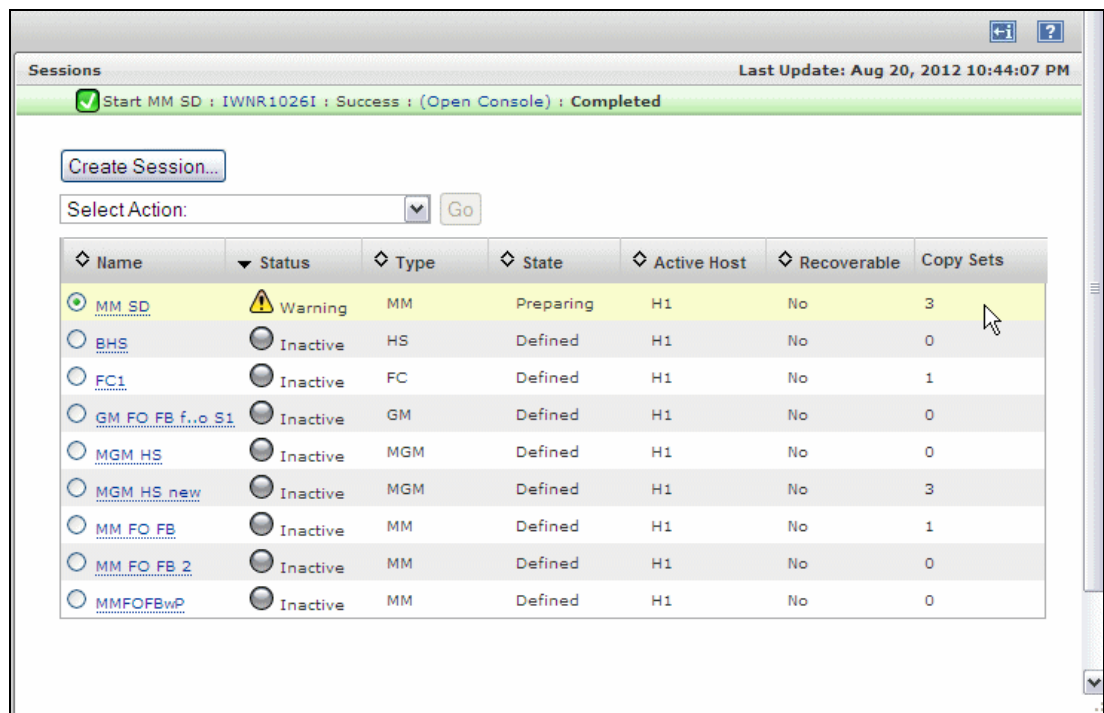 Sessions Last Update: Aug 20, 2012 10:44:07 PM
Start MM SD : IWNR1026I : Success : (Open Console) : Completed
Create Session...
Select Action: Go
Name Status Type State Active Host Recoverable Copy Sets
MM SD Warning MM Preparing H1 No 3
BHS Inactive HS Defined H1 No 0
FC1 Inactive FC Defined H1 No 1
GM FO FB f..o S1 Inactive GM Defined H1 No 0
MGM HS Inactive MGM Defined H1 No 0
MGM HS new Inactive MGM Defined H1 No 3
MM FO FB Inactive MM Defined H1 No 1
MM FO FB 2 Inactive MM Defined H1 No 0
MMFOFBwP Inactive MM Defined H1 No 0